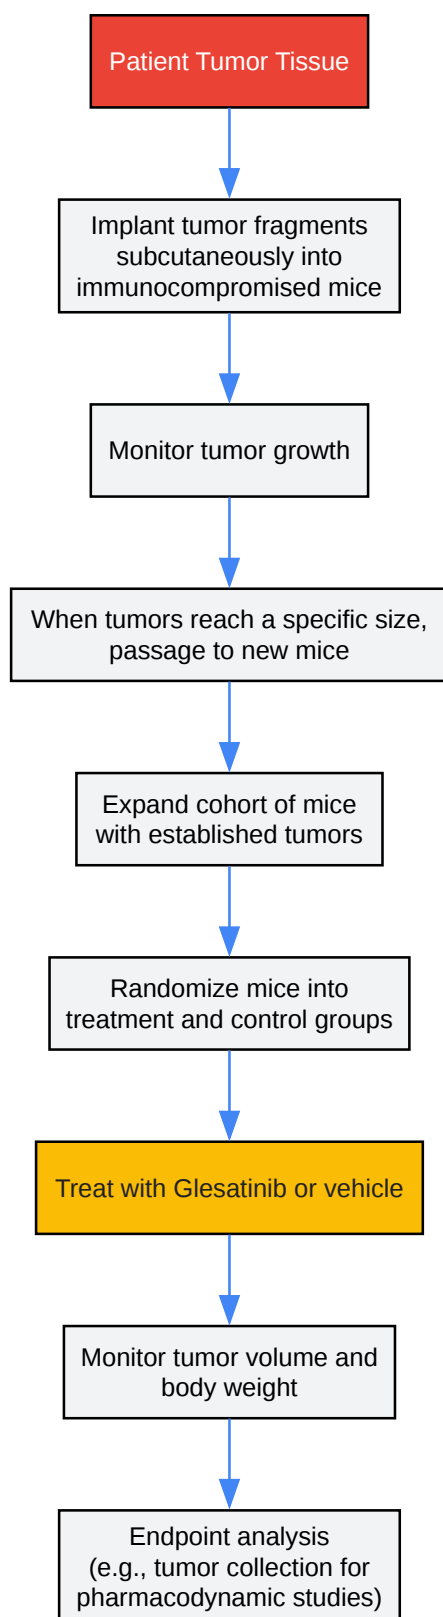 Patient Tumor Tissue
Implant tumor fragments
subcutaneously into
immunocompromised mice
Monitor tumor growth
When tumors reach a specific size,
passage to new mice
Expand cohort of mice
with established tumors
Randomize mice into
treatment and control groups
Treat with Glesatinib or vehicle
Monitor tumor volume and
body weight
Endpoint analysis
(e.g., tumor collection for
pharmacodynamic studies)